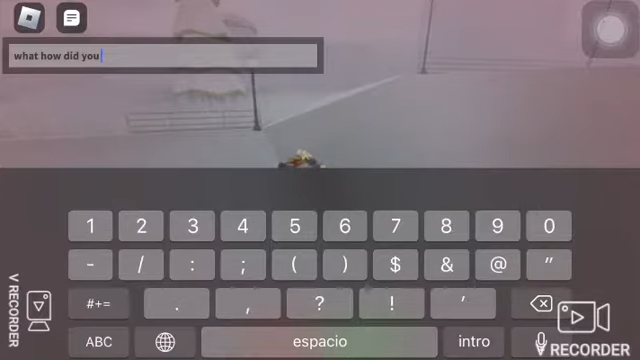 what how did you
1 2 3 4 5 6 7 8 9 0
- / : ; ( ) $ & @ "
#+= . , ? ! '
ABC espacio intro
V RECORDER
V RECORDER